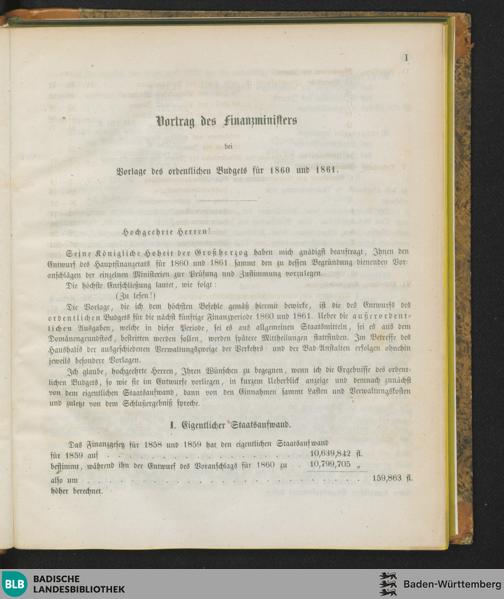 1
Vortrag des Finanzministers
bei
Vorlage des ordentlichen Budgets für 1860 und 1861.
Hochgeehrte Herren!
Seine Königliche Hoheit der Großherzog haben mich gnädigst beauftragt, Ihnen den
Entwurf des Hauptfinanzetats für 1860 und 1861 sammt den zu dessen Begründung dienenden Vor-
anschlägen der einzelnen Ministerien zur Prüfung und Zustimmung vorzulegen.
Die höchste Entschließung lautet, wie folgt:
(Zu lesen!)
Die Vorlage, die ich dem höchsten Befehle gemäß hiermit bewirke, ist die des Entwurfs des
ordentlichen Budgets für die nächst künftige Finanzperiode 1860 und 1861. Ueber die außerordent-
lichen Ausgaben, welche in dieser Periode, sei es aus allgemeinen Staatsmitteln, sei es aus dem
Domänengrundstock, bestritten werden sollen, werden spätere Mittheilungen stattfinden. Im Betreffe des
Haushalts der ausgeschiedenen Verwaltungszweige der Verkehrs- und der Bad-Anstalten erfolgen ohnehin
jeweils besondere Vorlagen.
Ich glaube, hochgeehrte Herren, Ihren Wünschen zu begegnen, wenn ich die Ergebnisse des ordent-
lichen Budgets, so wie sie im Entwurfe vorliegen, in kurzem Ueberblick anzeige und demnach zunächst
von dem eigentlichen Staatsaufwand, dann von den Einnahmen sammt Lasten und Verwaltungskosten
und zuletzt von dem Schlußergebniß spreche.
I. Eigentlicher Staatsaufwand.
Das Finanzgesetz für 1858 und 1859 hat den eigentlichen Staatsaufwand
für 1859 auf . . . . . . . . . . 10,639,842 fl.
bestimmt, während ihn der Entwurf des Voranschlags für 1860 zu . 10,799,705 „
also um . . . . . . . . . . 159,863 fl.
höher berechnet.
BLB BADISCHE
LANDESBIBLIOTHEK
Baden-Württemberg